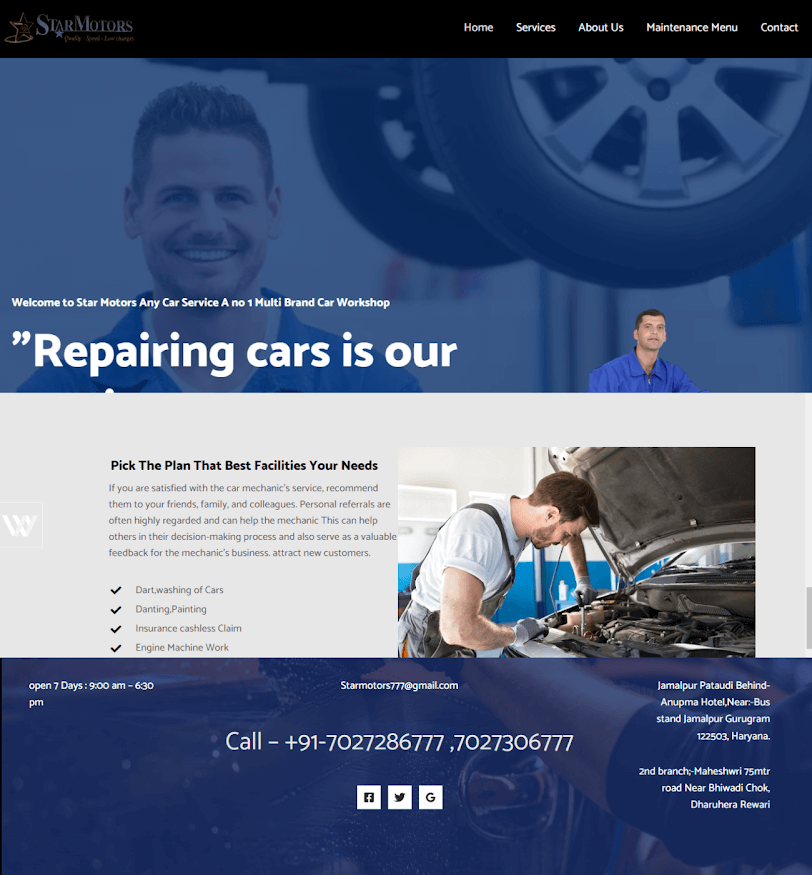 STARMOTORS
Quality - Speed - Low charges
Home Services About Us Maintenance Menu Contact
Welcome to Star Motors Any Car Service A no 1 Multi Brand Car Workshop
”Repairing cars is our
Pick The Plan That Best Facilities Your Needs
If you are satisfied with the car mechanic's service, recommend
them to your friends, family, and colleagues. Personal referrals are
often highly regarded and can help the mechanic This can help
others in their decision-making process and also serve as a valuable
feedback for the mechanic's business. attract new customers.
Dart,washing of Cars
Danting,Painting
Insurance cashless Claim
Engine Machine Work
open 7 Days : 9:00 am – 6:30
pm
Starmotors777@gmail.com
Call – +91-7027286777 ,7027306777
Jamalpur Pataudi Behind-
Anupma Hotel,Near:-Bus
stand Jamalpur Gurugram
122503, Haryana.
2nd branch;-Maheshwri 75mtr
road Near Bhiwadi Chok,
Dharuhera Rewari